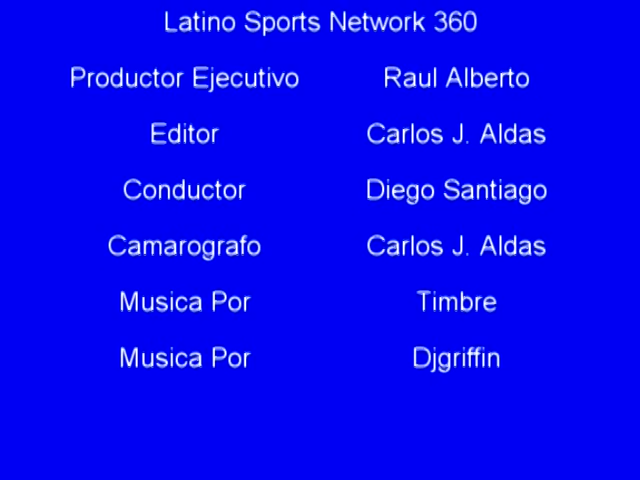 Latino Sports Network 360
Productor Ejecutivo Raul Alberto
Editor Carlos J. Aldas
Conductor Diego Santiago
Camarografo Carlos J. Aldas
Musica Por Timbre
Musica Por Djgriffin